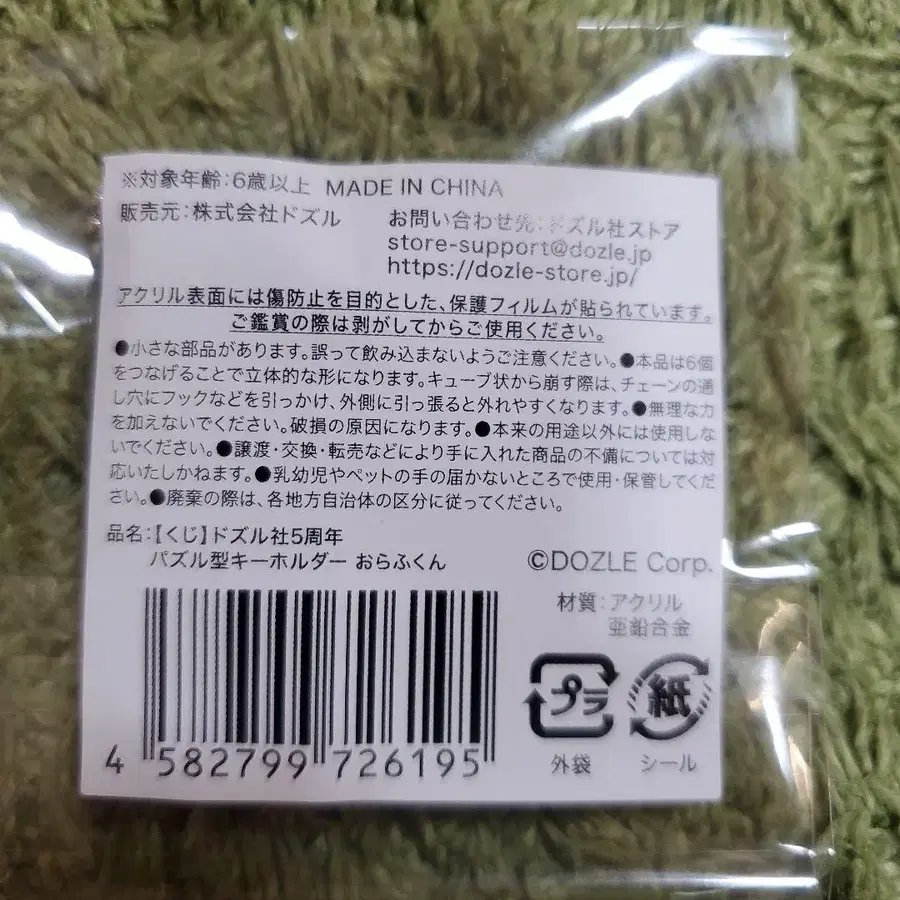 ※対象年齢:6歳以上 MADE IN CHINA
販売元:株式会社ドズル
お問い合わせ先:ドズル社ストア
store-support@dozle.jp
https://dozle-store.jp/
アクリル表面には傷防止を目的とした、保護フィルムが貼られています。
ご鑑賞の際は剥がしてからご使用ください。
●小さな部品があります。誤って飲み込まないようご注意ください。●本品は6個
をつなげることで立体的な形になります。キューブ状から崩す際は、チェーンの通
し穴にフックなどを引っかけ、外側に引っ張ると外れやすくなります。●無理な力
を加えないでください。破損の原因になります。●本来の用途以外には使用しな
いでください。●譲渡・交換・転売などにより手に入れた商品の不備については対
応いたしかねます。●乳幼児やペットの手の届かないところで使用・保管してくだ
さい。●廃棄の際は、各地方自治体の区分に従ってください。
品名:【くじ】ドズル社5周年
パズル型キーホルダー おらふくん
©DOZLE Corp.
材質:アクリル
亜鉛合金
4 582799 726195
プラ
外袋
紙
シール